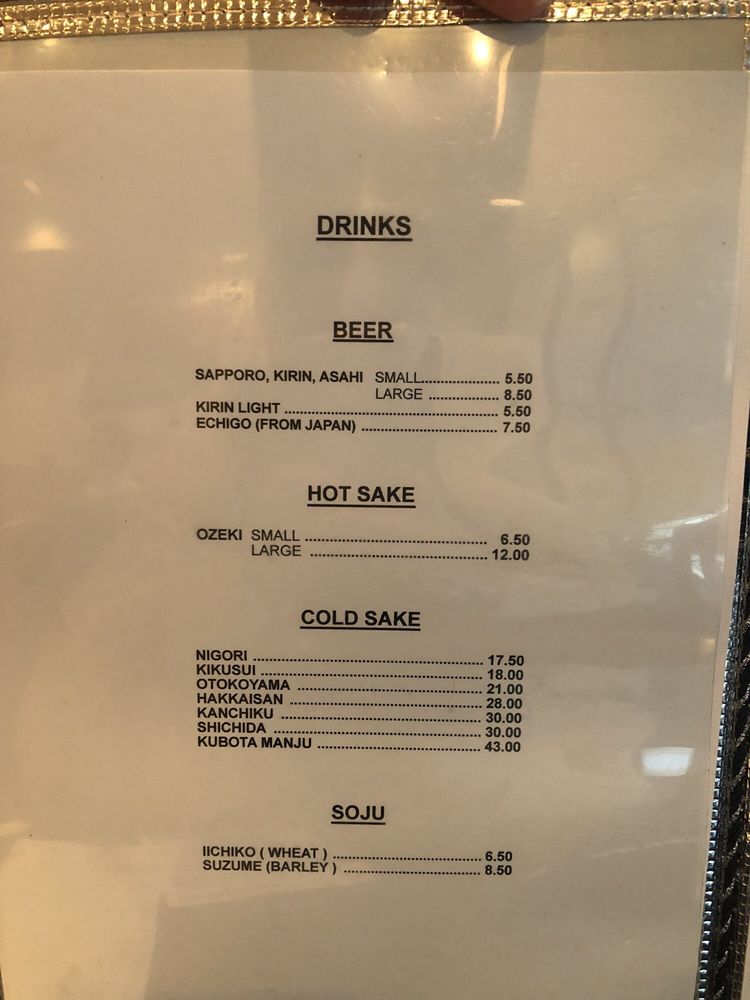 DRINKS
BEER
SAPPORO, KIRIN, ASAHI SMALL.................... 5.50
LARGE .................. 8.50
KIRIN LIGHT ...................................................... 5.50
ECHIGO (FROM JAPAN) .................................. 7.50
HOT SAKE
OZEKI SMALL ............................................. 6.50
LARGE ............................................ 12.00
COLD SAKE
NIGORI ......................................................... 17.50
KIKUSUI ....................................................... 18.00
OTOKOYAMA .............................................. 21.00
HAKKAISAN ................................................ 28.00
KANCHIKU .................................................. 30.00
SHICHIDA .................................................... 30.00
KUBOTA MANJU ......................................... 43.00
SOJU
IICHIKO ( WHEAT ) ..................................... 6.50
SUZUME (BARLEY ) .................................. 8.50